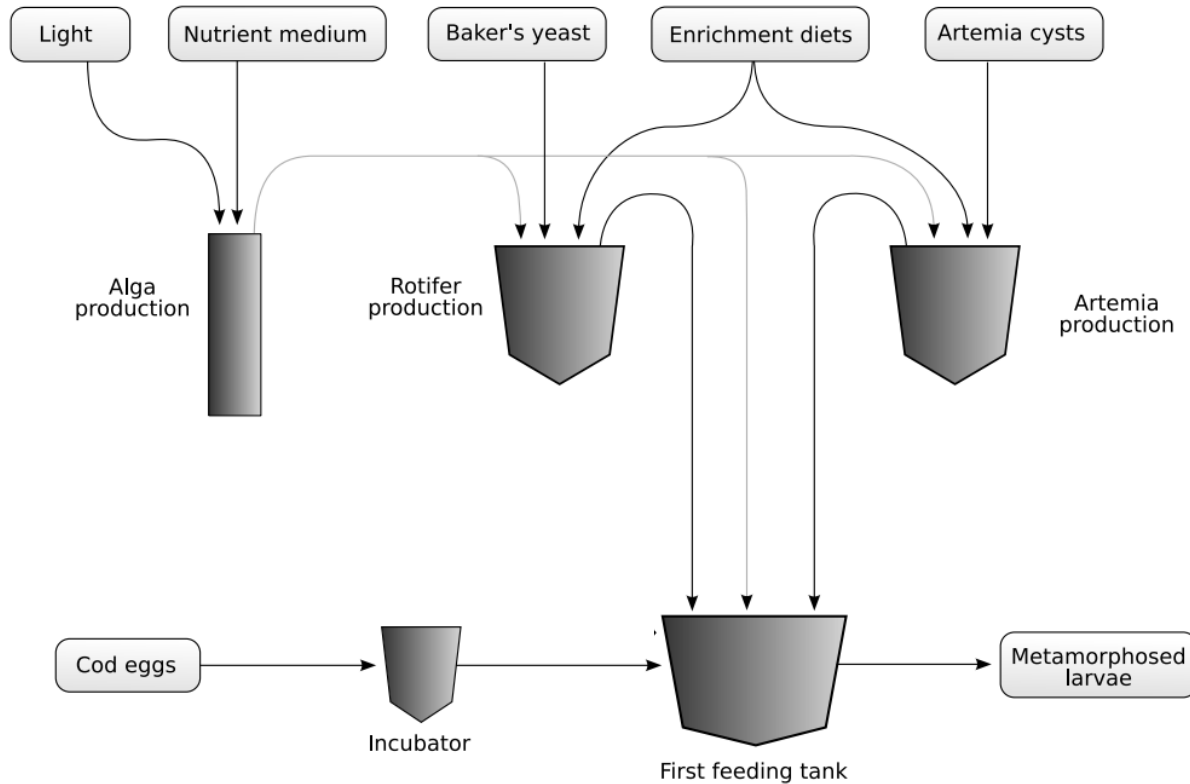 Light
Nutrient medium
Baker's yeast
Enrichment diets
Artemia cysts
Alga
production
Rotifer
production
Artemia
production
Cod eggs
Incubator
First feeding tank
Metamorphosed
larvae